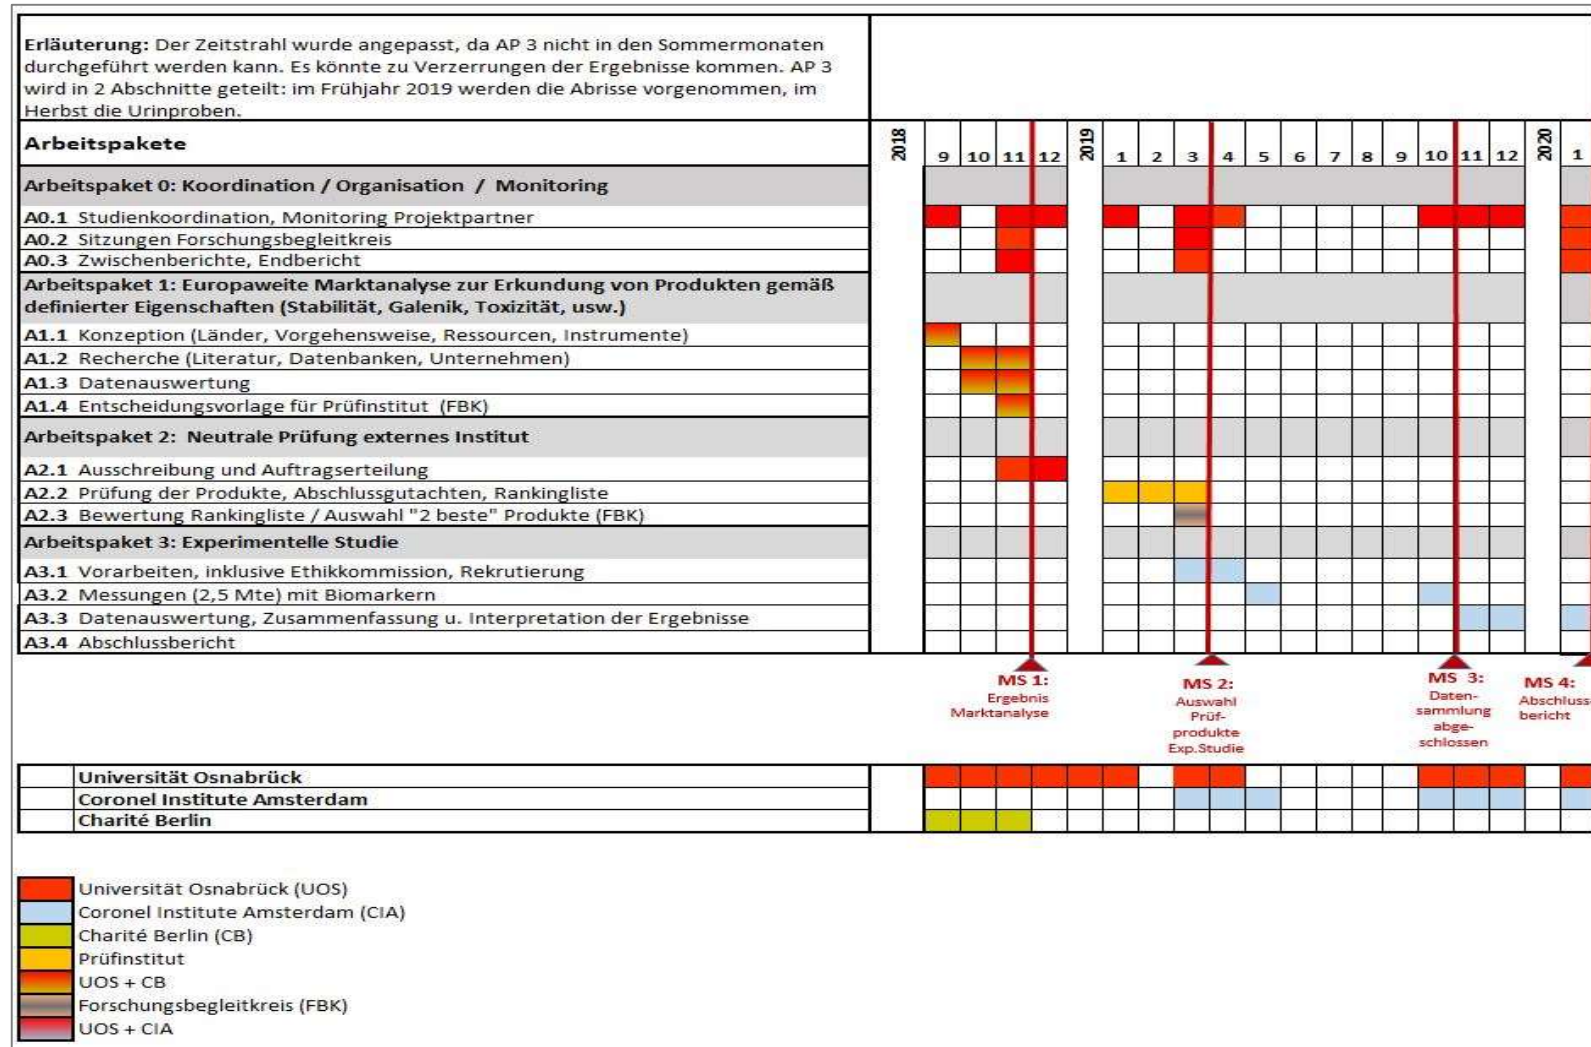 Erläuterung: Der Zeitstrahl wurde angepasst, da AP 3 nicht in den Sommermonaten
durchgeführt werden kann. Es könnte zu Verzerrungen der Ergebnisse kommen. AP 3
wird in 2 Abschnitte geteilt: im Frühjahr 2019 werden die Abrisse vorgenommen, im
Herbst die Urinproben.
Arbeitspakete 2018 9 10 11 12 2019 1 2 3 4 5 6 7 8 9 10 11 12 2020 1
Arbeitspaket 0: Koordination / Organisation / Monitoring
A0.1 Studienkoordination, Monitoring Projektpartner
A0.2 Sitzungen Forschungsbegleitkreis
A0.3 Zwischenberichte, Endbericht
Arbeitspaket 1: Europaweite Marktanalyse zur Erkundung von Produkten gemäß
definierter Eigenschaften (Stabilität, Galenik, Toxizität, usw.)
A1.1 Konzeption (Länder, Vorgehensweise, Ressourcen, Instrumente)
A1.2 Recherche (Literatur, Datenbanken, Unternehmen)
A1.3 Datenauswertung
A1.4 Entscheidungsvorlage für Prüfinstitut (FBK)
Arbeitspaket 2: Neutrale Prüfung externes Institut
A2.1 Ausschreibung und Auftragserteilung
A2.2 Prüfung der Produkte, Abschlussgutachten, Rankingliste
A2.3 Bewertung Rankingliste / Auswahl "2 beste" Produkte (FBK)
Arbeitspaket 3: Experimentelle Studie
A3.1 Vorarbeiten, inklusive Ethikkommission, Rekrutierung
A3.2 Messungen (2,5 Mte) mit Biomarkern
A3.3 Datenauswertung, Zusammenfassung u. Interpretation der Ergebnisse
A3.4 Abschlussbericht
MS 1:
Ergebnis
Marktanalyse
MS 2:
Auswahl
Prüf-
produkte
Exp.Studie
MS 3:
Daten-
sammlung
abge-
schlossen
MS 4:
Abschluss-
bericht
Universität Osnabrück
Coronel Institute Amsterdam
Charité Berlin
Universität Osnabrück (UOS)
Coronel Institute Amsterdam (CIA)
Charité Berlin (CB)
Prüfinstitut
UOS + CB
Forschungsbegleitkreis (FBK)
UOS + CIA